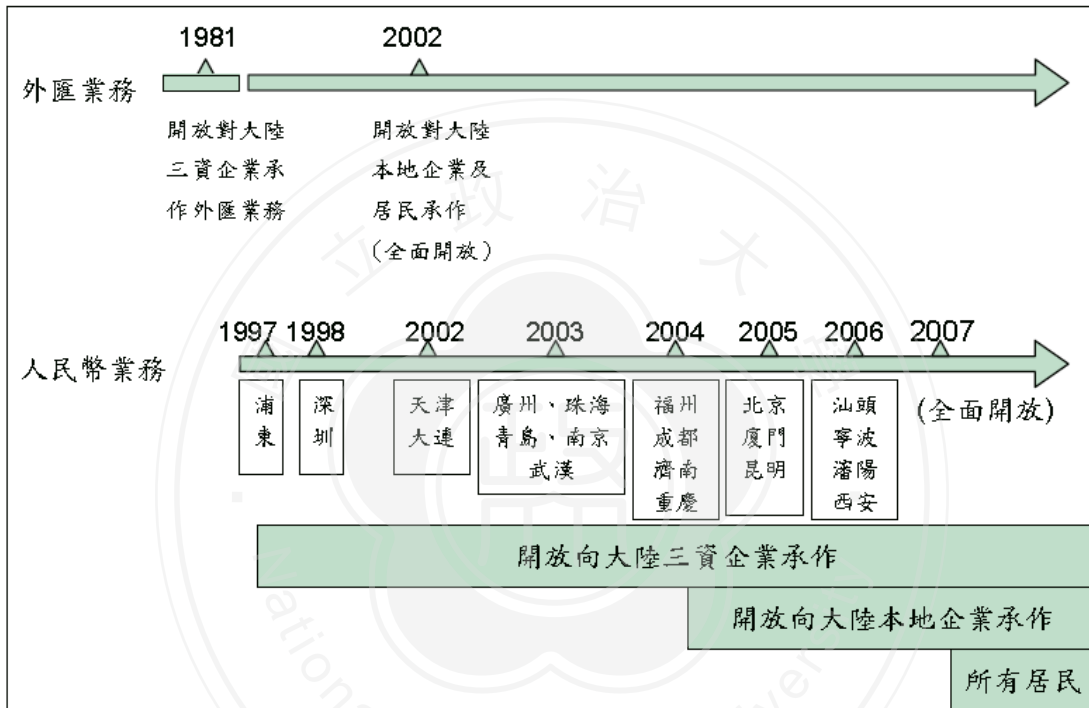 1981 2002
外匯業務
開放對大陸
三資企業承
作外匯業務
開放對大陸
本地企業及
居民承作
(全面開放)
1997 1998 2002 2003 2004 2005 2006 2007
人民幣業務
浦
東
深
圳
天津
大連
廣州、珠海
青島、南京
武漢
福州
成都
濟南
重慶
北京
廈門
昆明
汕頭
寧波
瀋陽
西安
(全面開放)
開放向大陸三資企業承作
開放向大陸本地企業承作
所有居民
立政治大
Nation